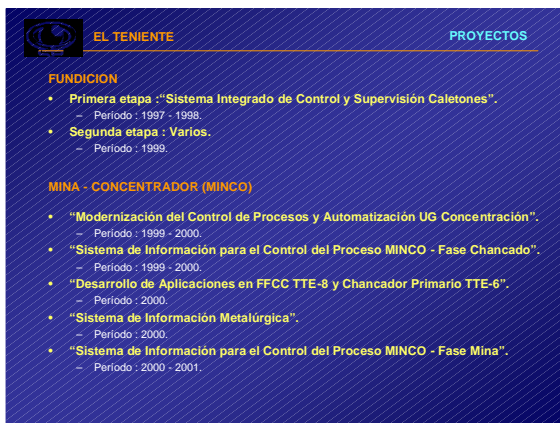 EL TENIENTE
PROYECTOS
FUNDICION
• Primera etapa :“Sistema Integrado de Control y Supervisión Caletones”.
– Período : 1997 - 1998.
• Segunda etapa : Varios.
– Período : 1999.
MINA - CONCENTRADOR (MINCO)
• “Modernización del Control de Procesos y Automatización UG Concentración”.
– Período : 1999 - 2000.
• “Sistema de Información para el Control del Proceso MINCO - Fase Chancado”.
– Período : 1999 - 2000.
• “Desarrollo de Aplicaciones en FFCC TTE-8 y Chancador Primario TTE-6”.
– Período : 2000.
• “Sistema de Información Metalúrgica”.
– Período : 2000.
• “Sistema de Información para el Control del Proceso MINCO - Fase Mina”.
– Período : 2000 - 2001.